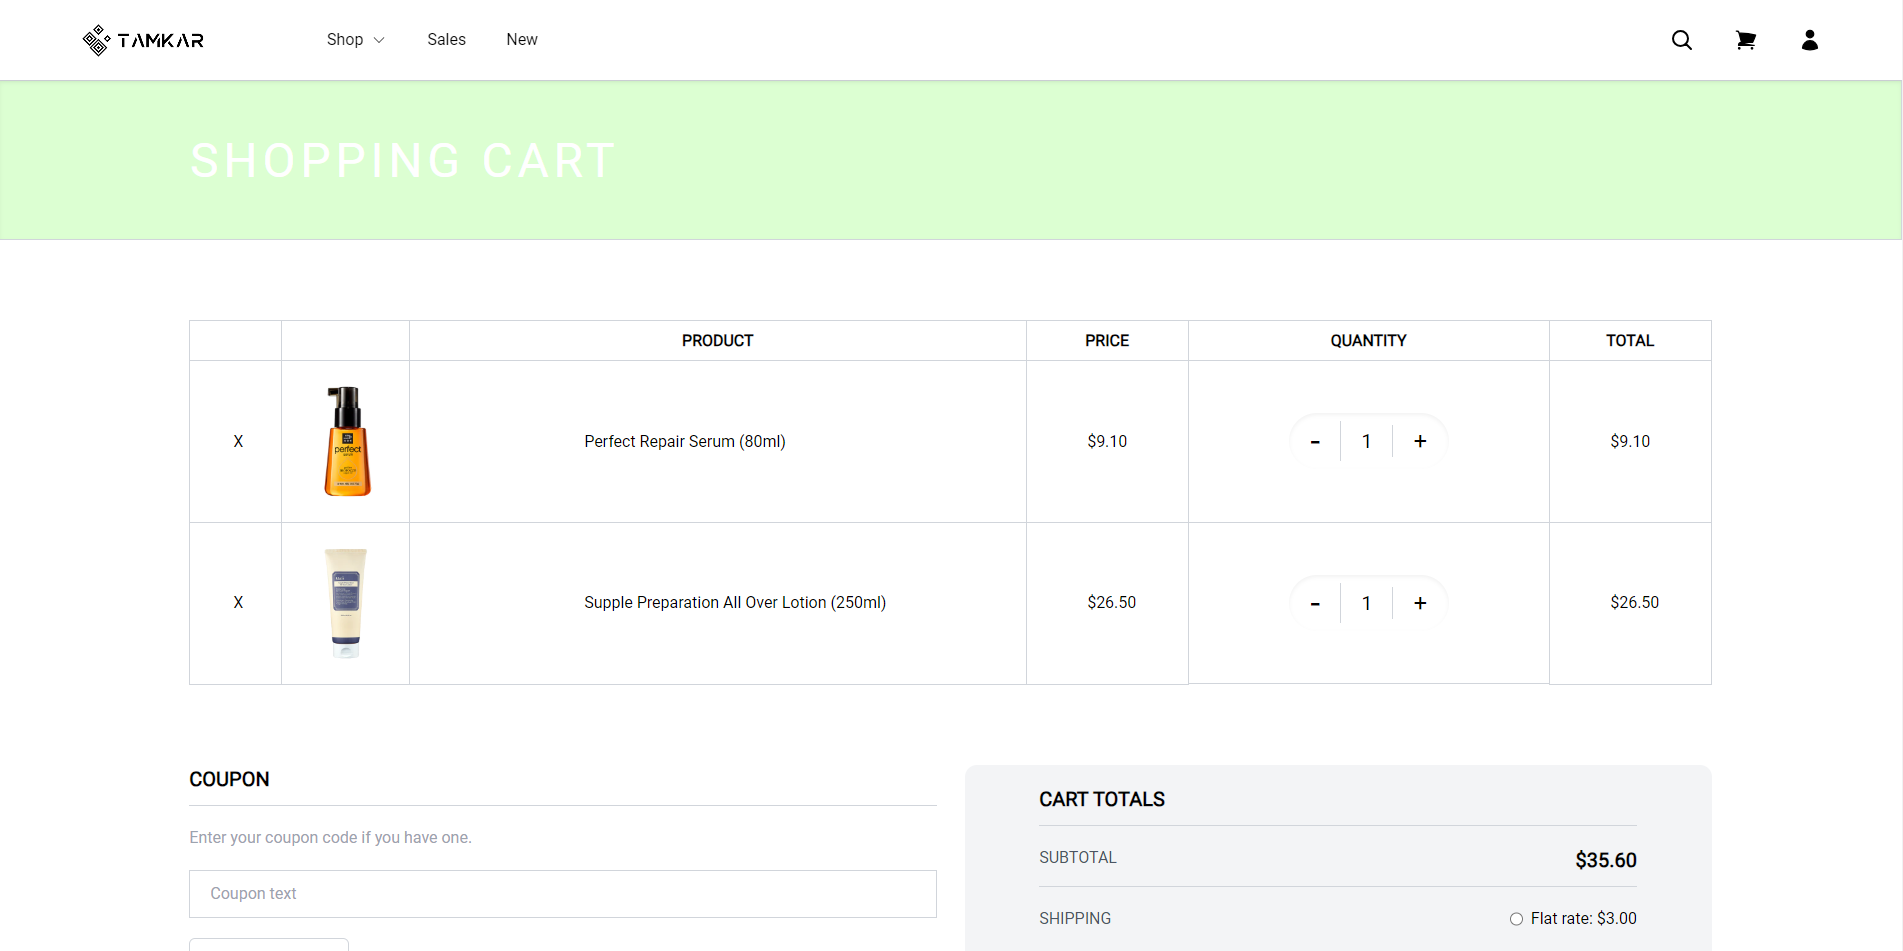 TAMKAR
Shop
Sales
New
SHOPPING CART
PRODUCT PRICE QUANTITY TOTAL
X perfect Perfect Repair Serum (80ml) $9.10 - 1 + $9.10
X Supple Preparation All Over Lotion (250ml) $26.50 - 1 + $26.50
COUPON
Enter your coupon code if you have one.
Coupon text
CART TOTALS
SUBTOTAL $35.60
SHIPPING Flat rate: $3.00